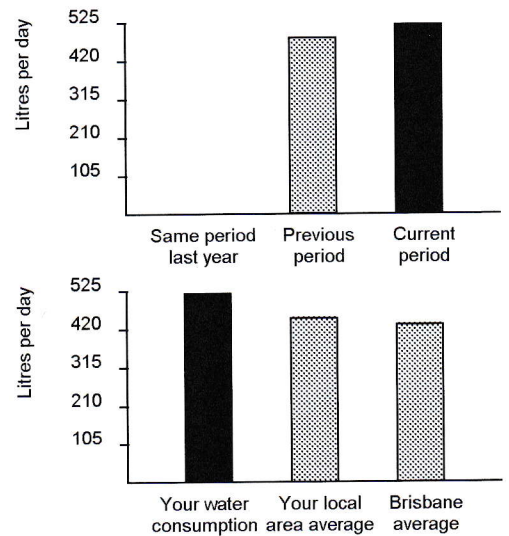 Litres per day
525
420
315
210
105
Same period last year
Previous period
Current period
Litres per day
525
420
315
210
105
Your water consumption
Your local area average
Brisbane average